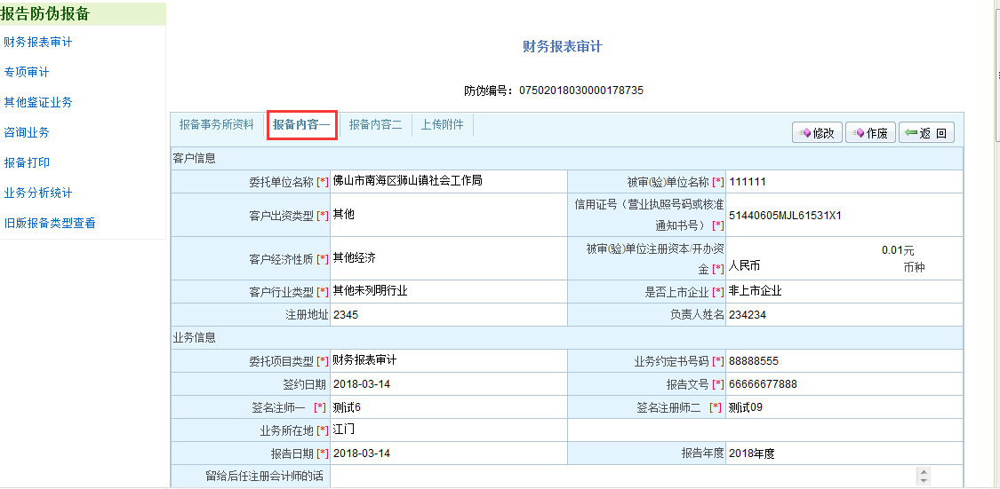 报告防伪报备
财务报表审计
专项审计
其他鉴证业务
咨询业务
报备打印
业务分析统计
旧版报备类型查看
财务报表审计
防伪编号：07502018030000178735
报备事务所资料 报备内容一 报备内容二 上传附件
修改 作废 返 回
客户信息
委托单位名称 [*] 佛山市南海区狮山镇社会工作局 被审(验)单位名称 [*] 111111
客户出资类型 [*] 其他 信用证号（营业执照号码或核准
通知书号） [*] 51440605MJL61531X1
客户经济性质 [*] 其他经济 被审(验)单位注册资本/开办资
金 [*] 人民币 0.01元
币种
客户行业类型 [*] 其他未列明行业 是否上市企业 [*] 非上市企业
注册地址 2345 负责人姓名 234234
业务信息
委托项目类型 [*] 财务报表审计 业务约定书号码 [*] 88888555
签约日期 2018-03-14 报告文号 [*] 66666677888
签名注师一 [*] 测试6 签名注册师二 [*] 测试09
业务所在地 [*] 江门
报告日期 [*] 2018-03-14 报告年度 2018年度
留给后任注册会计师的话